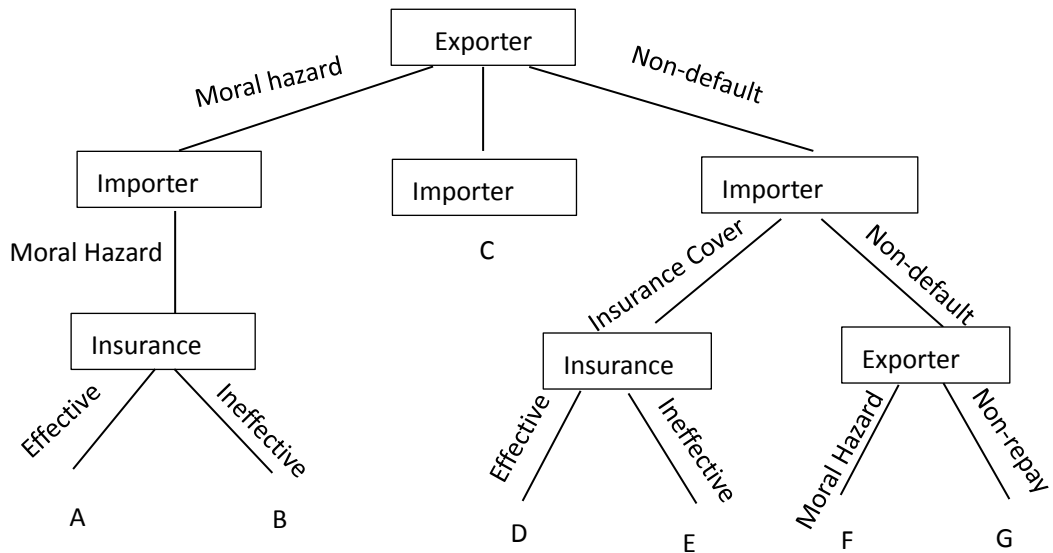 Exporter
Moral hazard
Non-default
Importer
Importer
Importer
Moral Hazard
C
Insurance Cover
Non-default
Insurance
Insurance
Exporter
Effective
Ineffective
Effective
Ineffective
Moral Hazard
Non-repay
A
B
D
E
F
G